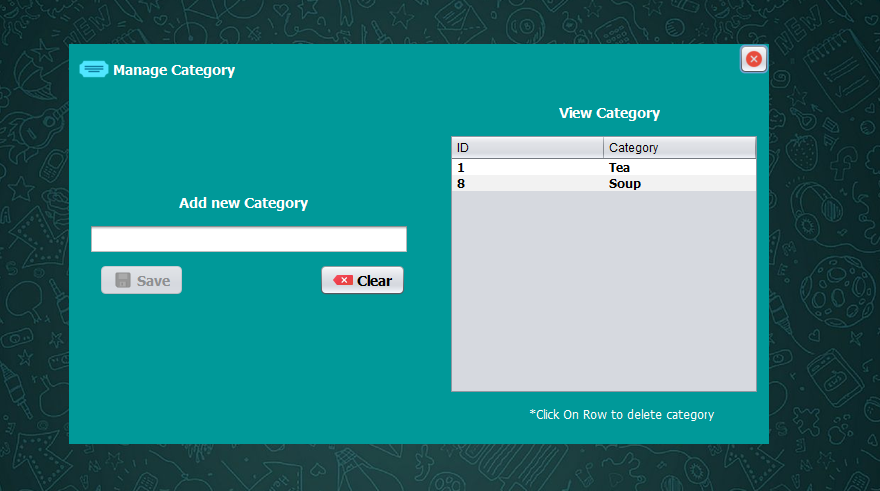 Manage Category
View Category
ID Category
1 Tea
8 Soup
Add new Category
Save
Clear
*Click On Row to delete category